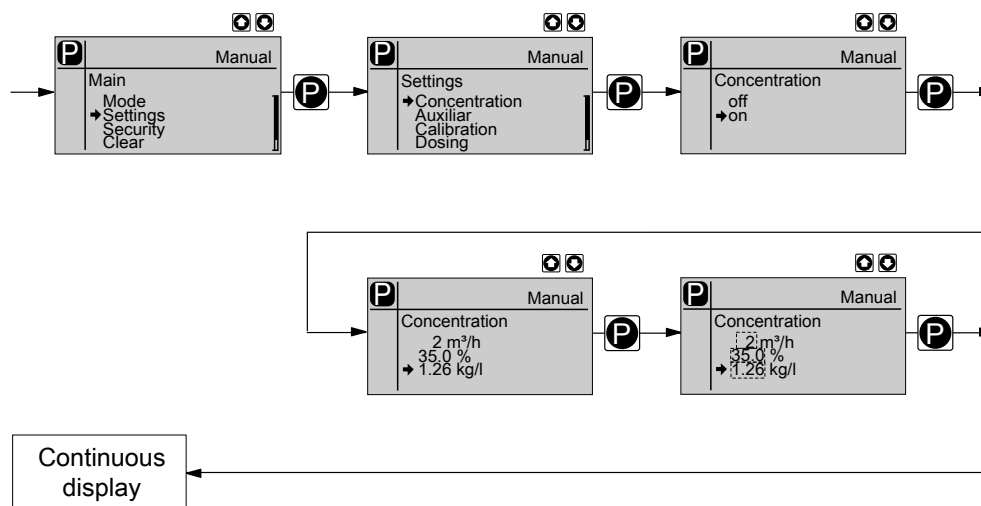 P Manual
Main
Mode
Settings
Security
Clear
P
P Manual
Settings
Concentration
Auxiliar
Calibration
Dosing
P
P Manual
Concentration
off
on
P
P Manual
Concentration
2 m³/h
35.0 %
1.26 kg/l
P
P Manual
Concentration
2 m³/h
35.0 %
1.26 kg/l
P
Continuous
display